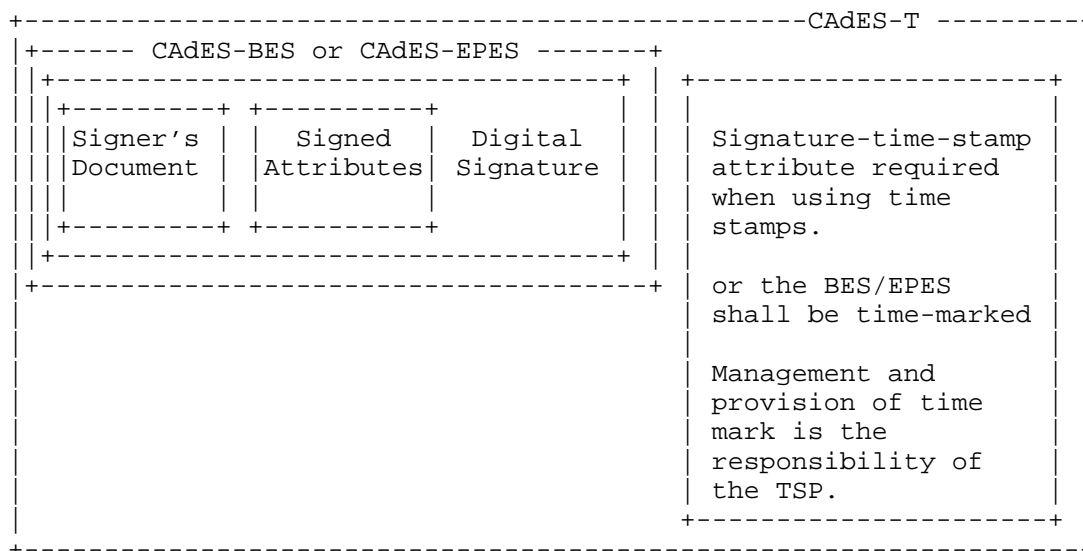 CAdES-T
CAdES-BES or CAdES-EPES
Signer's Signed Digital
Document Attributes Signature
Signature-time-stamp
attribute required
when using time
stamps.
or the BES/EPES
shall be time-marked
Management and
provision of time
mark is the
responsibility of
the TSP.